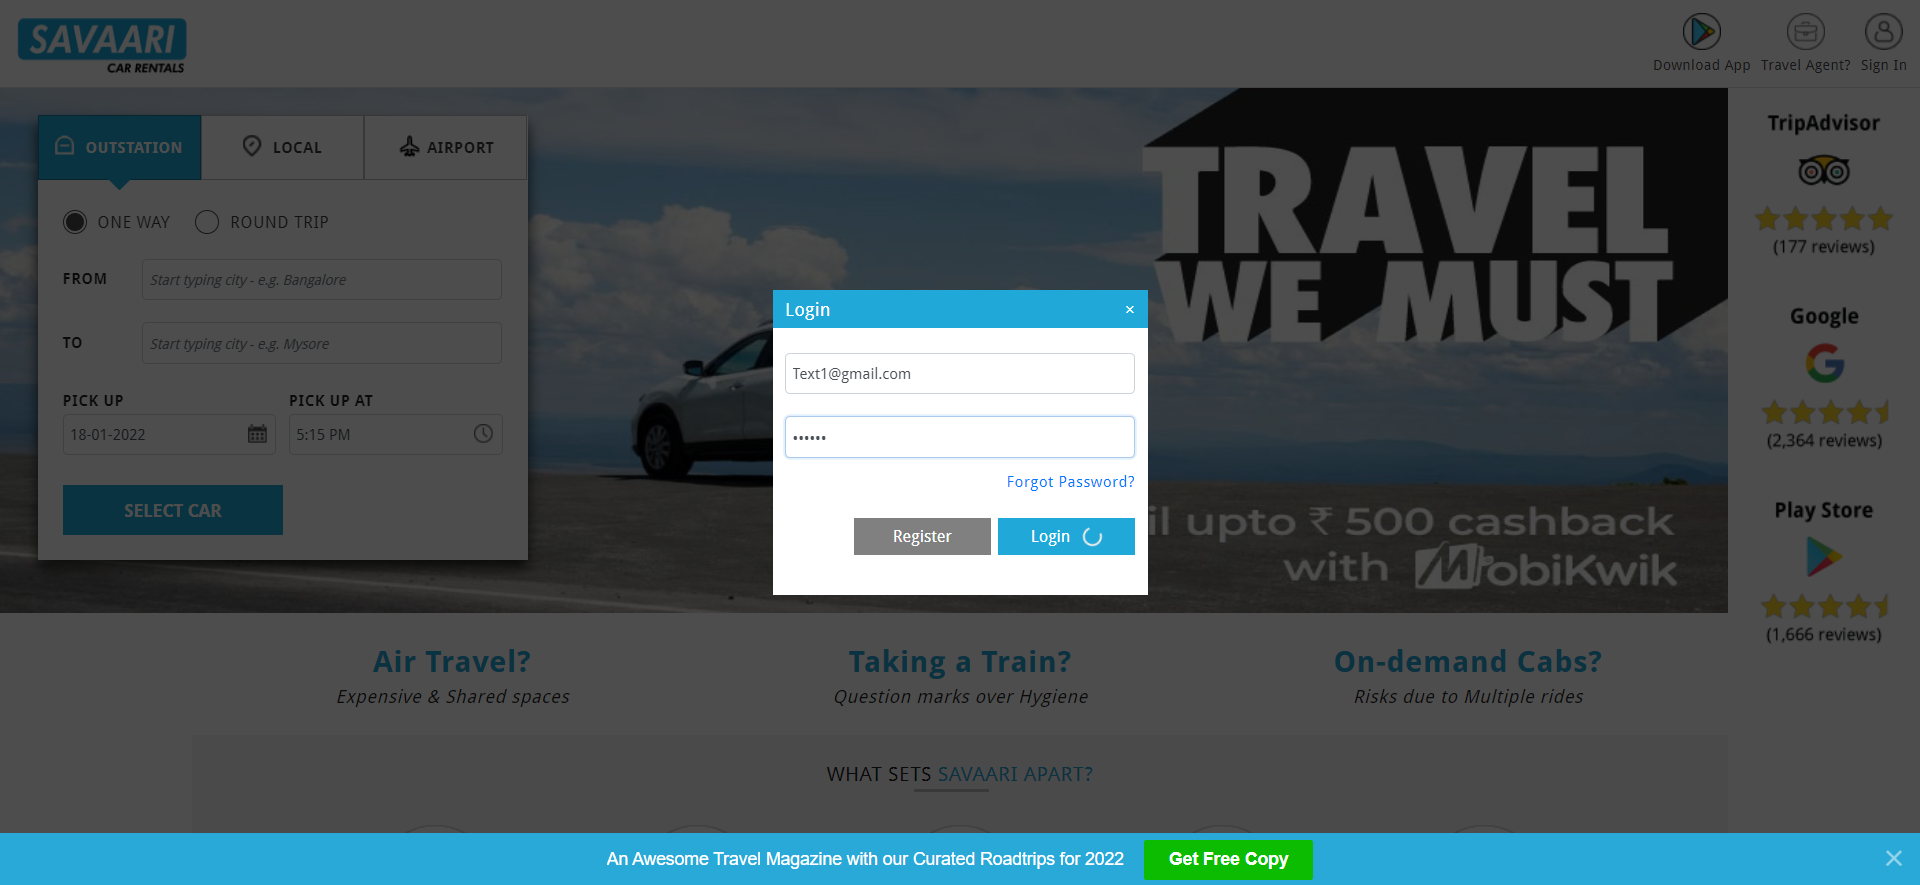 SAVAARI
CAR RENTALS
Download App
Travel Agent?
Sign In
OUTSTATION
LOCAL
AIRPORT
ONE WAY
ROUND TRIP
FROM
Start typing city - e.g. Bangalore
TO
Start typing city - e.g. Mysore
PICK UP
PICK UP AT
18-01-2022
5:15 PM
SELECT CAR
TRAVEL
WE MUST
il upto ₹ 500 cashback
with MobiKwik
Login
×
Text1@gmail.com
••••••
Forgot Password?
Register
Login
TripAdvisor
(177 reviews)
Google
(2,364 reviews)
Play Store
(1,666 reviews)
Air Travel?
Expensive & Shared spaces
Taking a Train?
Question marks over Hygiene
On-demand Cabs?
Risks due to Multiple rides
WHAT SETS SAVAARI APART?
An Awesome Travel Magazine with our Curated Roadtrips for 2022
Get Free Copy
×